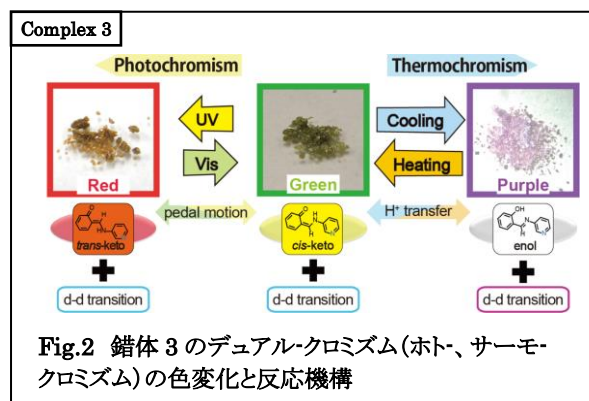 Complex 3
Photochromism
Thermochromism
UV
Vis
Cooling
Heating
Red
Green
Purple
pedal motion
H⁺ transfer
O
H
H
HN
N
trans-keto
O
H
N
H
N
cis-keto
OH
N
H
N
enol
+
+
+
d-d transition
d-d transition
d-d transition
Fig.2 錯体 3 のデュアル-クロミズム(ホト-、サーモ-
クロミズム)の色変化と反応機構